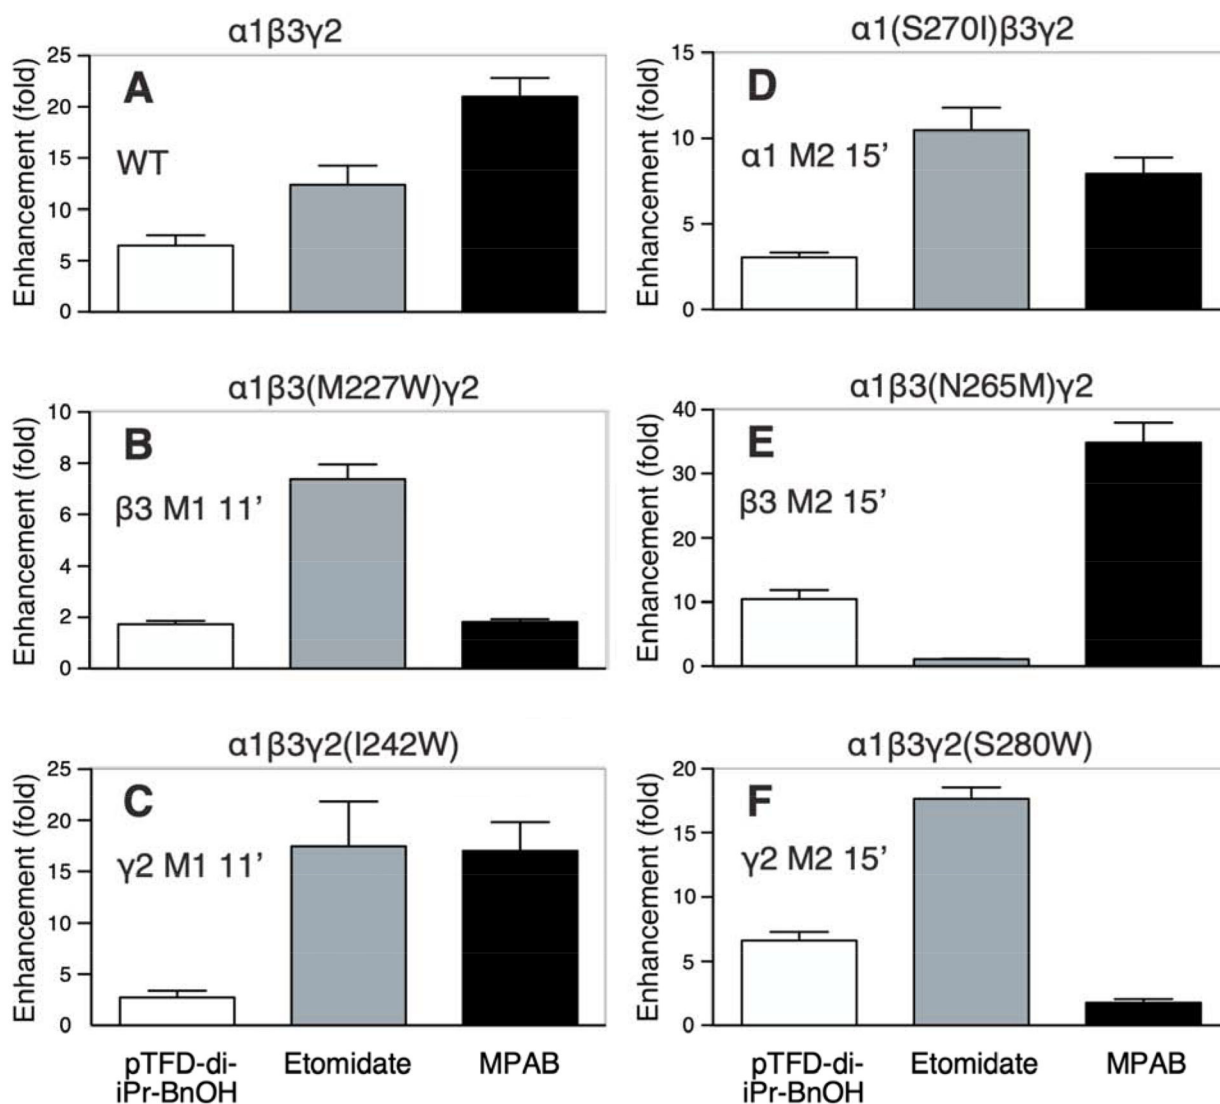 α1β3γ2
Enhancement (fold)
25
20
15
10
5
0
A
WT
α1(S270I)β3γ2
Enhancement (fold)
15
10
5
0
D
α1 M2 15’
α1β3(M227W)γ2
Enhancement (fold)
10
8
6
4
2
0
B
β3 M1 11’
α1β3(N265M)γ2
Enhancement (fold)
40
30
20
10
0
E
β3 M2 15’
α1β3γ2(I242W)
Enhancement (fold)
25
20
15
10
5
0
C
γ2 M1 11’
pTFD-di-
iPr-BnOH
Etomidate
MPAB
α1β3γ2(S280W)
Enhancement (fold)
20
15
10
5
0
F
γ2 M2 15’
pTFD-di-
iPr-BnOH
Etomidate
MPAB